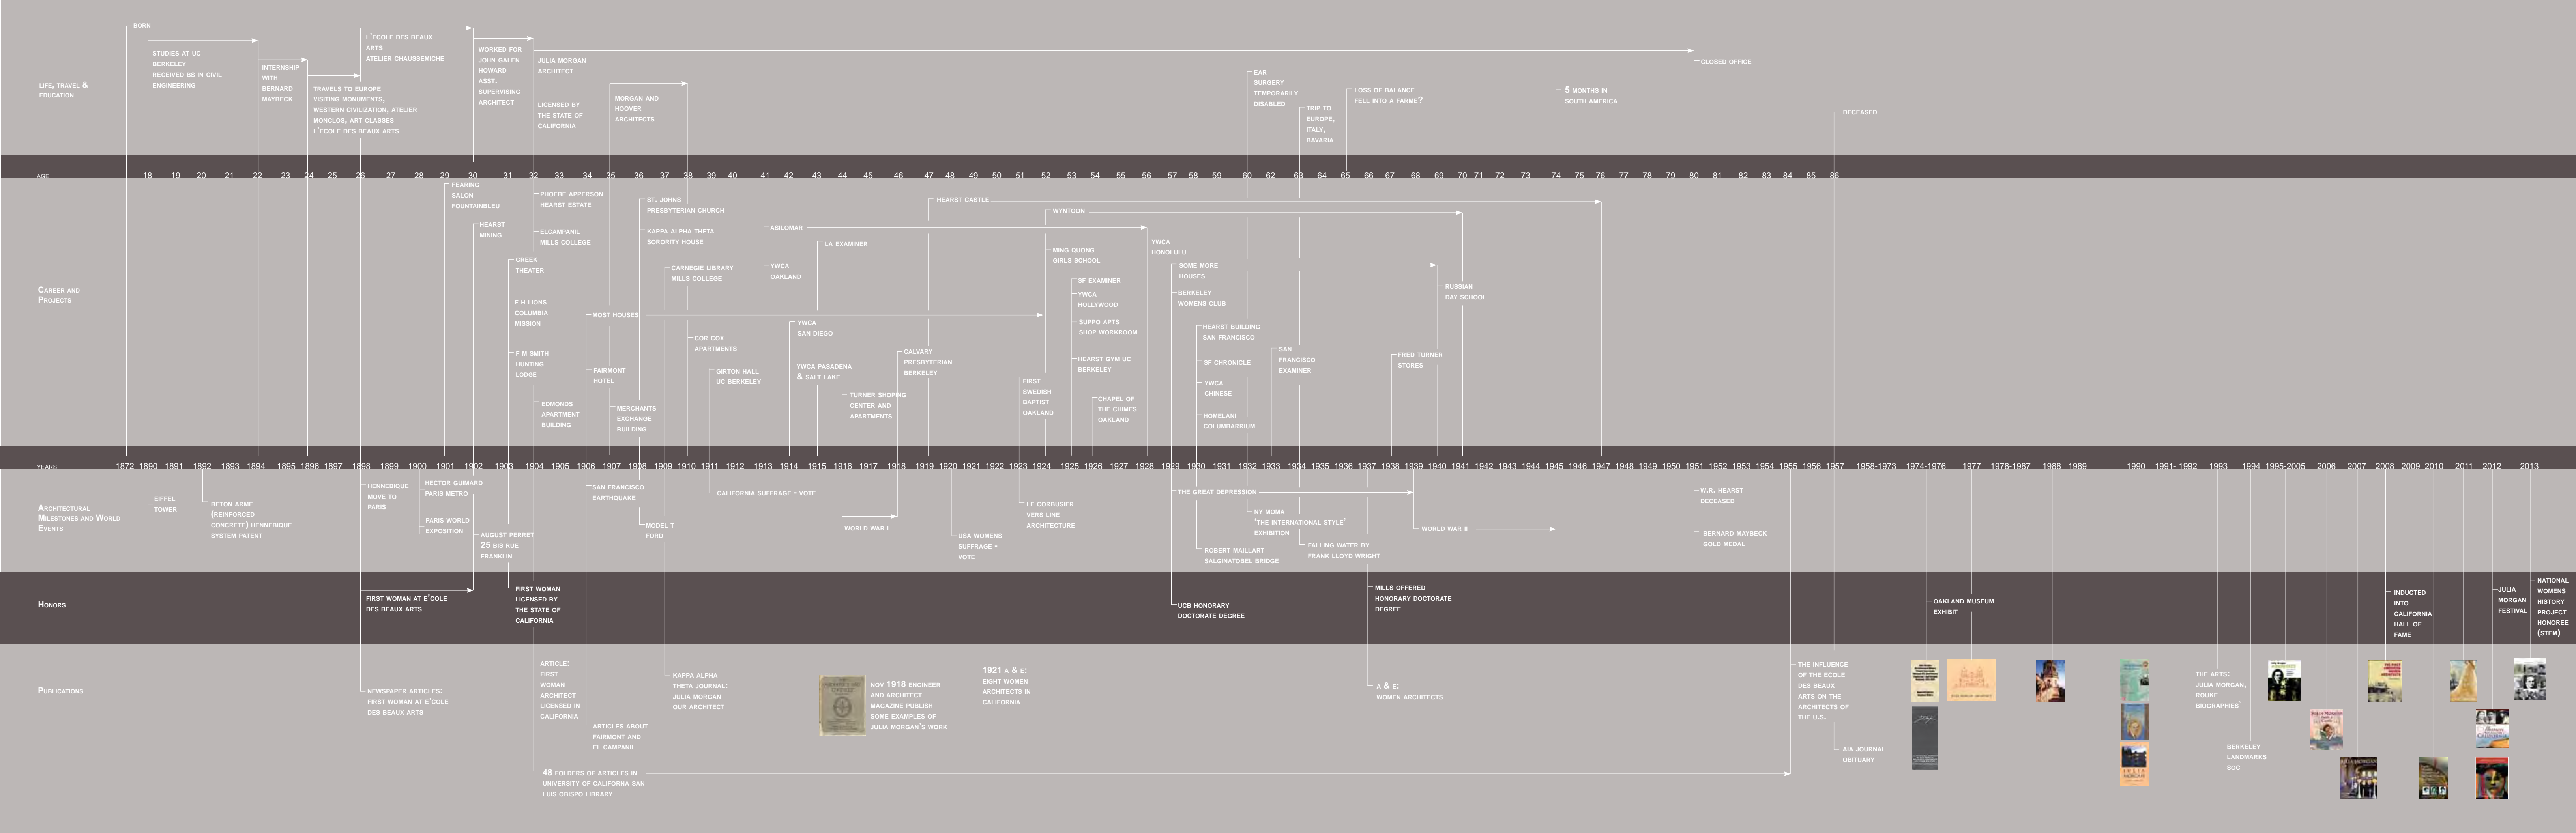 LIFE, TRAVEL &
EDUCATION
BORN
STUDIES AT UC
BERKELEY
RECEIVED BS IN CIVIL
ENGINEERING
INTERNSHIP
WITH
BERNARD
MAYBECK
TRAVELS TO EUROPE
VISITING MONUMENTS,
WESTERN CIVILIZATION, ATELIER
MONCLOS, ART CLASSES
L'ECOLE DES BEAUX ARTS
L'ECOLE DES BEAUX
ARTS
ATELIER CHAUSSEMICHE
WORKED FOR
JOHN GALEN
HOWARD
ASST.
SUPERVISING
ARCHITECT
JULIA MORGAN
ARCHITECT
LICENSED BY
THE STATE OF
CALIFORNIA
MORGAN AND
HOOVER
ARCHITECTS
EAR
SURGERY
TEMPORARILY
DISABLED
TRIP TO
EUROPE,
ITALY,
BAVARIA
LOSS OF BALANCE
FELL INTO A FARME?
5 MONTHS IN
SOUTH AMERICA
CLOSED OFFICE
DECEASED
AGE 18 19 20 21 22 23 24 25 26 27 28 29 30 31 32 33 34 35 36 37 38 39 40 41 42 43 44 45 46 47 48 49 50 51 52 53 54 55 56 57 58 59 60 62 63 64 65 66 67 68 69 70 71 72 73 74 75 76 77 78 79 80 81 82 83 84 85 86
CAREER AND
PROJECTS
FEARING
SALON
FOUNTAINBLEU
HEARST
MINING
GREEK
THEATER
F H LIONS
COLUMBIA
MISSION
F M SMITH
HUNTING
LODGE
PHOEBE APPERSON
HEARST ESTATE
ELCAMPANIL
MILLS COLLEGE
EDMONDS
APARTMENT
BUILDING
MOST HOUSES
FAIRMONT
HOTEL
MERCHANTS
EXCHANGE
BUILDING
ST. JOHNS
PRESBYTERIAN CHURCH
KAPPA ALPHA THETA
SORORITY HOUSE
CARNEGIE LIBRARY
MILLS COLLEGE
COR COX
APARTMENTS
GIRTON HALL
UC BERKELEY
ASILOMAR
YWCA
OAKLAND
YWCA
SAN DIEGO
YWCA PASADENA
& SALT LAKE
LA EXAMINER
TURNER SHOPING
CENTER AND
APARTMENTS
CALVARY
PRESBYTERIAN
BERKELEY
HEARST CASTLE
FIRST
SWEDISH
BAPTIST
OAKLAND
WYNTOON
MING GUONG
GIRLS SCHOOL
SF EXAMINER
YWCA
HOLLYWOOD
SUPPO APTS
SHOP WORKROOM
HEARST GYM UC
BERKELEY
CHAPEL OF
THE CHIMES
OAKLAND
YWCA
HONOLULU
SOME MORE
HOUSES
BERKELEY
WOMENS CLUB
HEARST BUILDING
SAN FRANCISCO
SF CHRONICLE
YWCA
CHINESE
HOMELANI
COLUMBARRIUM
SAN
FRANCISCO
EXAMINER
FRED TURNER
STORES
RUSSIAN
DAY SCHOOL
YEARS 1872 1890 1891 1892 1893 1894 1895 1896 1897 1898 1899 1900 1901 1902 1903 1904 1905 1906 1907 1908 1909 1910 1911 1912 1913 1914 1915 1916 1917 1918 1919 1920 1921 1922 1923 1924 1925 1926 1927 1928 1929 1930 1931 1932 1933 1934 1935 1936 1937 1938 1939 1940 1941 1942 1943 1944 1945 1946 1947 1948 1949 1950 1951 1952 1953 1954 1955 1956 1957 1958-1973 1974-1976 1977 1978-1987 1988 1989 1990 1991- 1992 1993 1994 1995-2005 2006 2007 2008 2009 2010 2011 2012 2013
ARCHITECTURAL
MILESTONES AND WORLD
EVENTS
EIFFEL
TOWER
BETON ARME
(REINFORCED
CONCRETE) HENNEBIQUE
SYSTEM PATENT
HENNEBIQUE
MOVE TO
PARIS
HECTOR GUIMARD
PARIS METRO
PARIS WORLD
EXPOSITION
AUGUST PERRET
25 BIS RUE
FRANKLIN
SAN FRANCISCO
EARTHQUAKE
MODEL T
FORD
CALIFORNIA SUFFRAGE - VOTE
WORLD WAR I
USA WOMENS
SUFFRAGE -
VOTE
LE CORBUSIER
VERS LINE
ARCHITECTURE
THE GREAT DEPRESSION
NY MOMA
'THE INTERNATIONAL STYLE'
EXHIBITION
ROBERT MAILLART
SALGINATOBEL BRIDGE
FALLING WATER BY
FRANK LLOYD WRIGHT
WORLD WAR II
W.R. HEARST
DECEASED
BERNARD MAYBECK
GOLD MEDAL
HONORS
FIRST WOMAN AT E'COLE
DES BEAUX ARTS
FIRST WOMAN
LICENSED BY
THE STATE OF
CALIFORNIA
UCB HONORARY
DOCTORATE DEGREE
MILLS OFFERED
HONORARY DOCTORATE
DEGREE
OAKLAND MUSEUM
EXHIBIT
INDUCTED
INTO
CALIFORNIA
HALL OF
FAME
JULIA
MORGAN
FESTIVAL
NATIONAL
WOMENS
HISTORY
PROJECT
HONOREE
(STEM)
PUBLICATIONS
NEWSPAPER ARTICLES:
FIRST WOMAN AT E'COLE
DES BEAUX ARTS
ARTICLE:
FIRST
WOMAN
ARCHITECT
LICENSED IN
CALIFORNIA
ARTICLES ABOUT
FAIRMONT AND
EL CAMPANIL
48 FOLDERS OF ARTICLES IN
UNIVERSITY OF CALIFORNA SAN
LUIS OBISPO LIBRARY
KAPPA ALPHA
THETA JOURNAL:
JULIA MORGAN
OUR ARCHITECT
NOV 1918 ENGINEER
AND ARCHITECT
MAGAZINE PUBLISH
SOME EXAMPLES OF
JULIA MORGAN'S WORK
1921 A & E:
EIGHT WOMEN
ARCHITECTS IN
CALIFORNIA
A & E:
WOMEN ARCHITECTS
THE INFLUENCE
OF THE ECOLE
DES BEAUX
ARTS ON THE
ARCHITECTS OF
THE U.S.
AIA JOURNAL
OBITUARY
THE ARTS:
JULIA MORGAN,
ROUKE
BIOGRAPHIES
BERKELEY
LANDMARKS
SOC
JULIA MORGAN